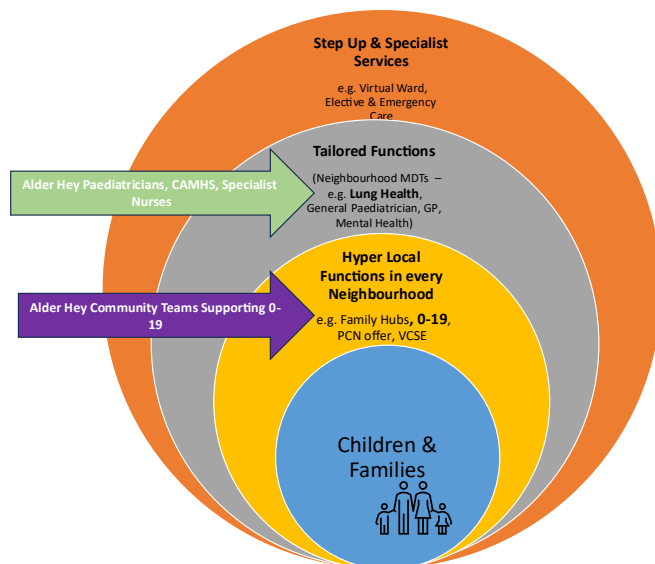 Step Up & Specialist
Services
e.g. Virtual Ward,
Elective & Emergency
Care
Tailored Functions
(Neighbourhood MDTs –
e.g. Lung Health,
General Paediatrician, GP,
Mental Health)
Alder Hey Paediatricians, CAMHS, Specialist
Nurses
Hyper Local
Functions in every
Neighbourhood
e.g. Family Hubs, 0-19,
PCN offer, VCSE
Alder Hey Community Teams Supporting 0-
19
Children &
Families